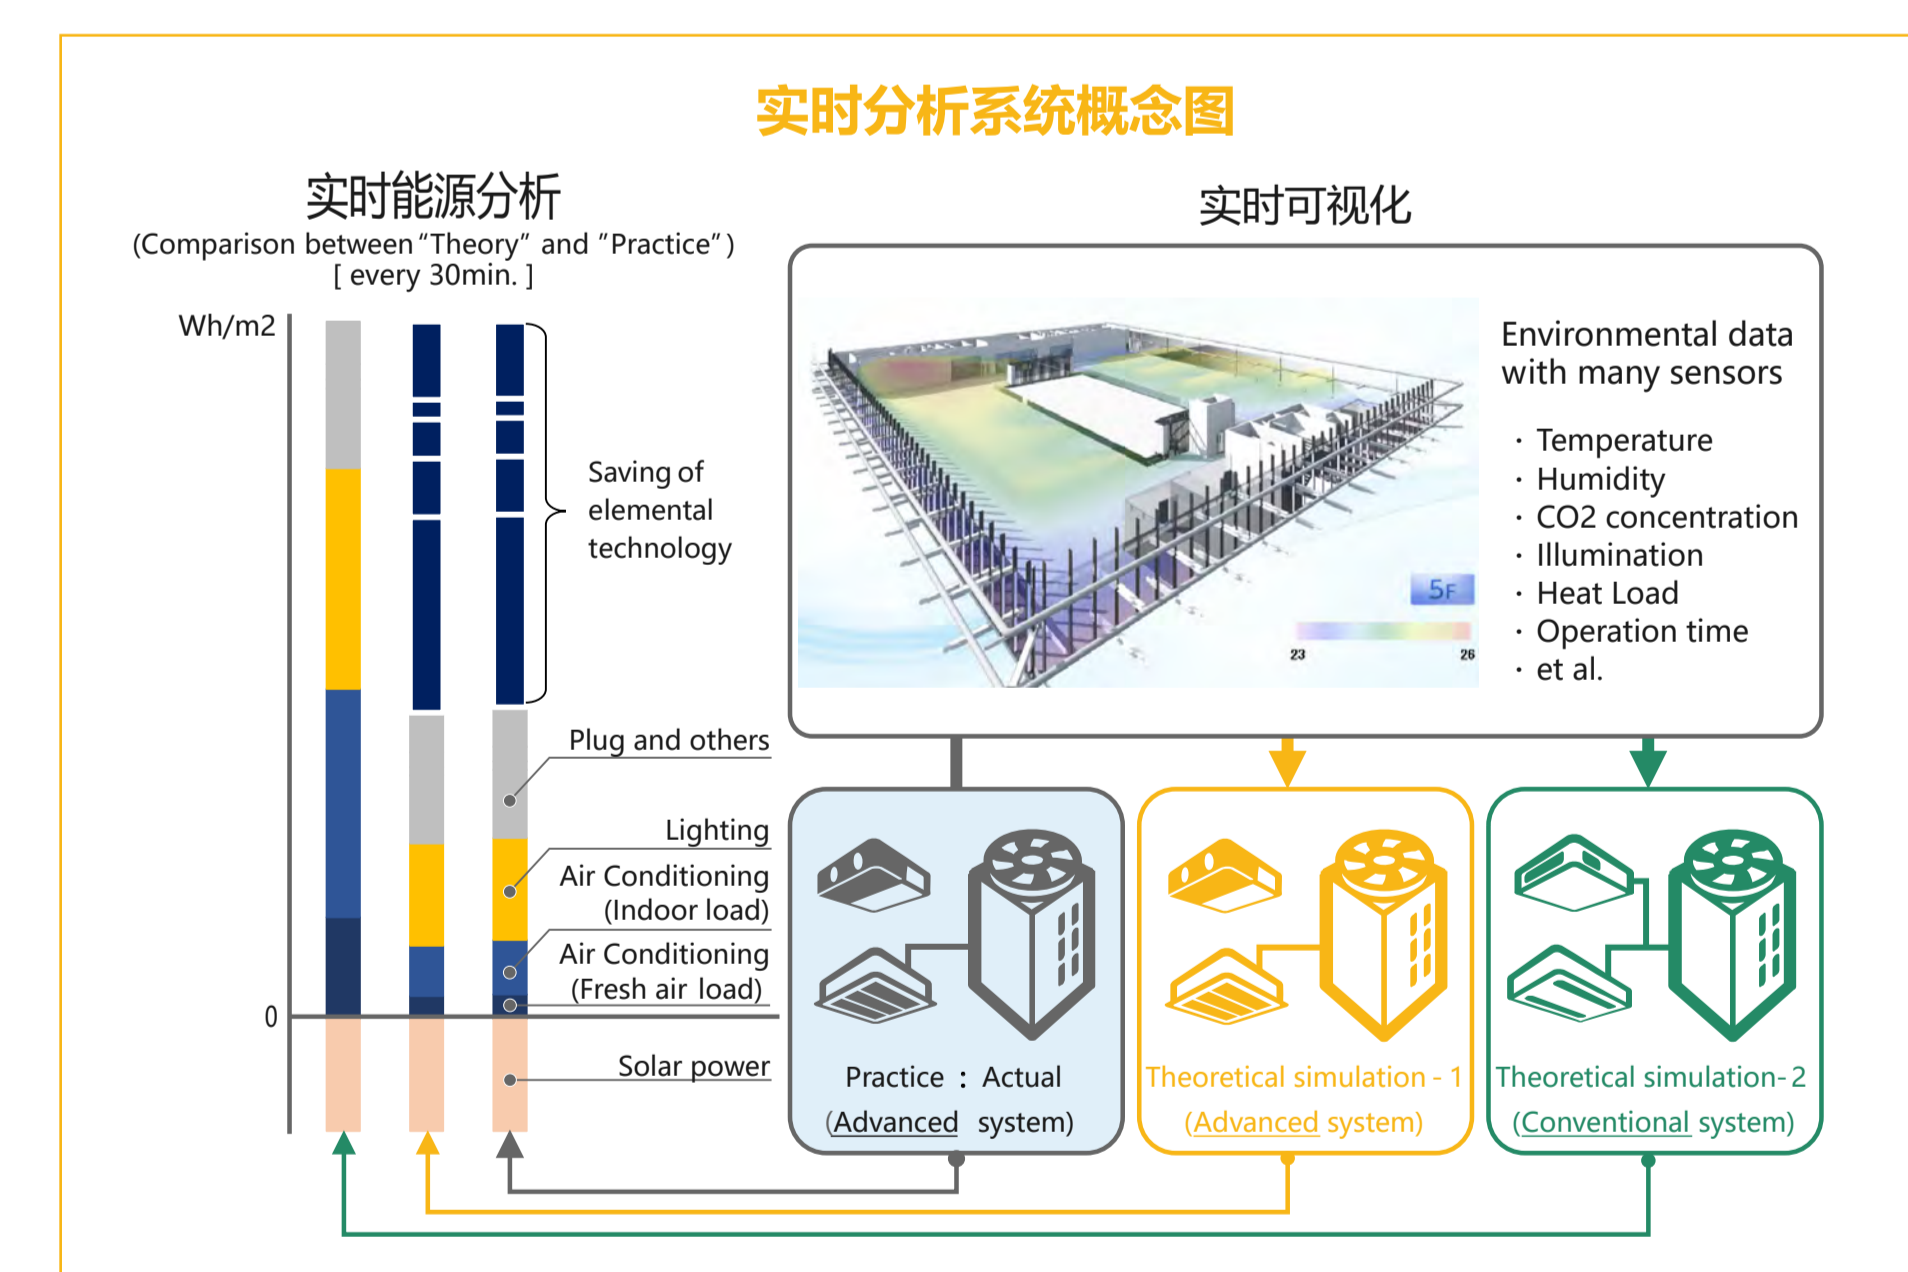 实时分析系统概念图
实时能源分析
(Comparison between “Theory” and ”Practice” )
[ every 30min. ]
Wh/m2
Saving of
elemental
technology
Plug and others
Lighting
Air Conditioning
(Indoor load)
Air Conditioning
(Fresh air load)
0
Solar power
实时可视化
Environmental data
with many sensors
· Temperature
· Humidity
· CO2 concentration
· Illumination
· Heat Load
· Operation time
· et al.
5F
23
26
Practice : Actual
(Advanced system)
Theoretical simulation - 1
(Advanced system)
Theoretical simulation- 2
(Conventional system)